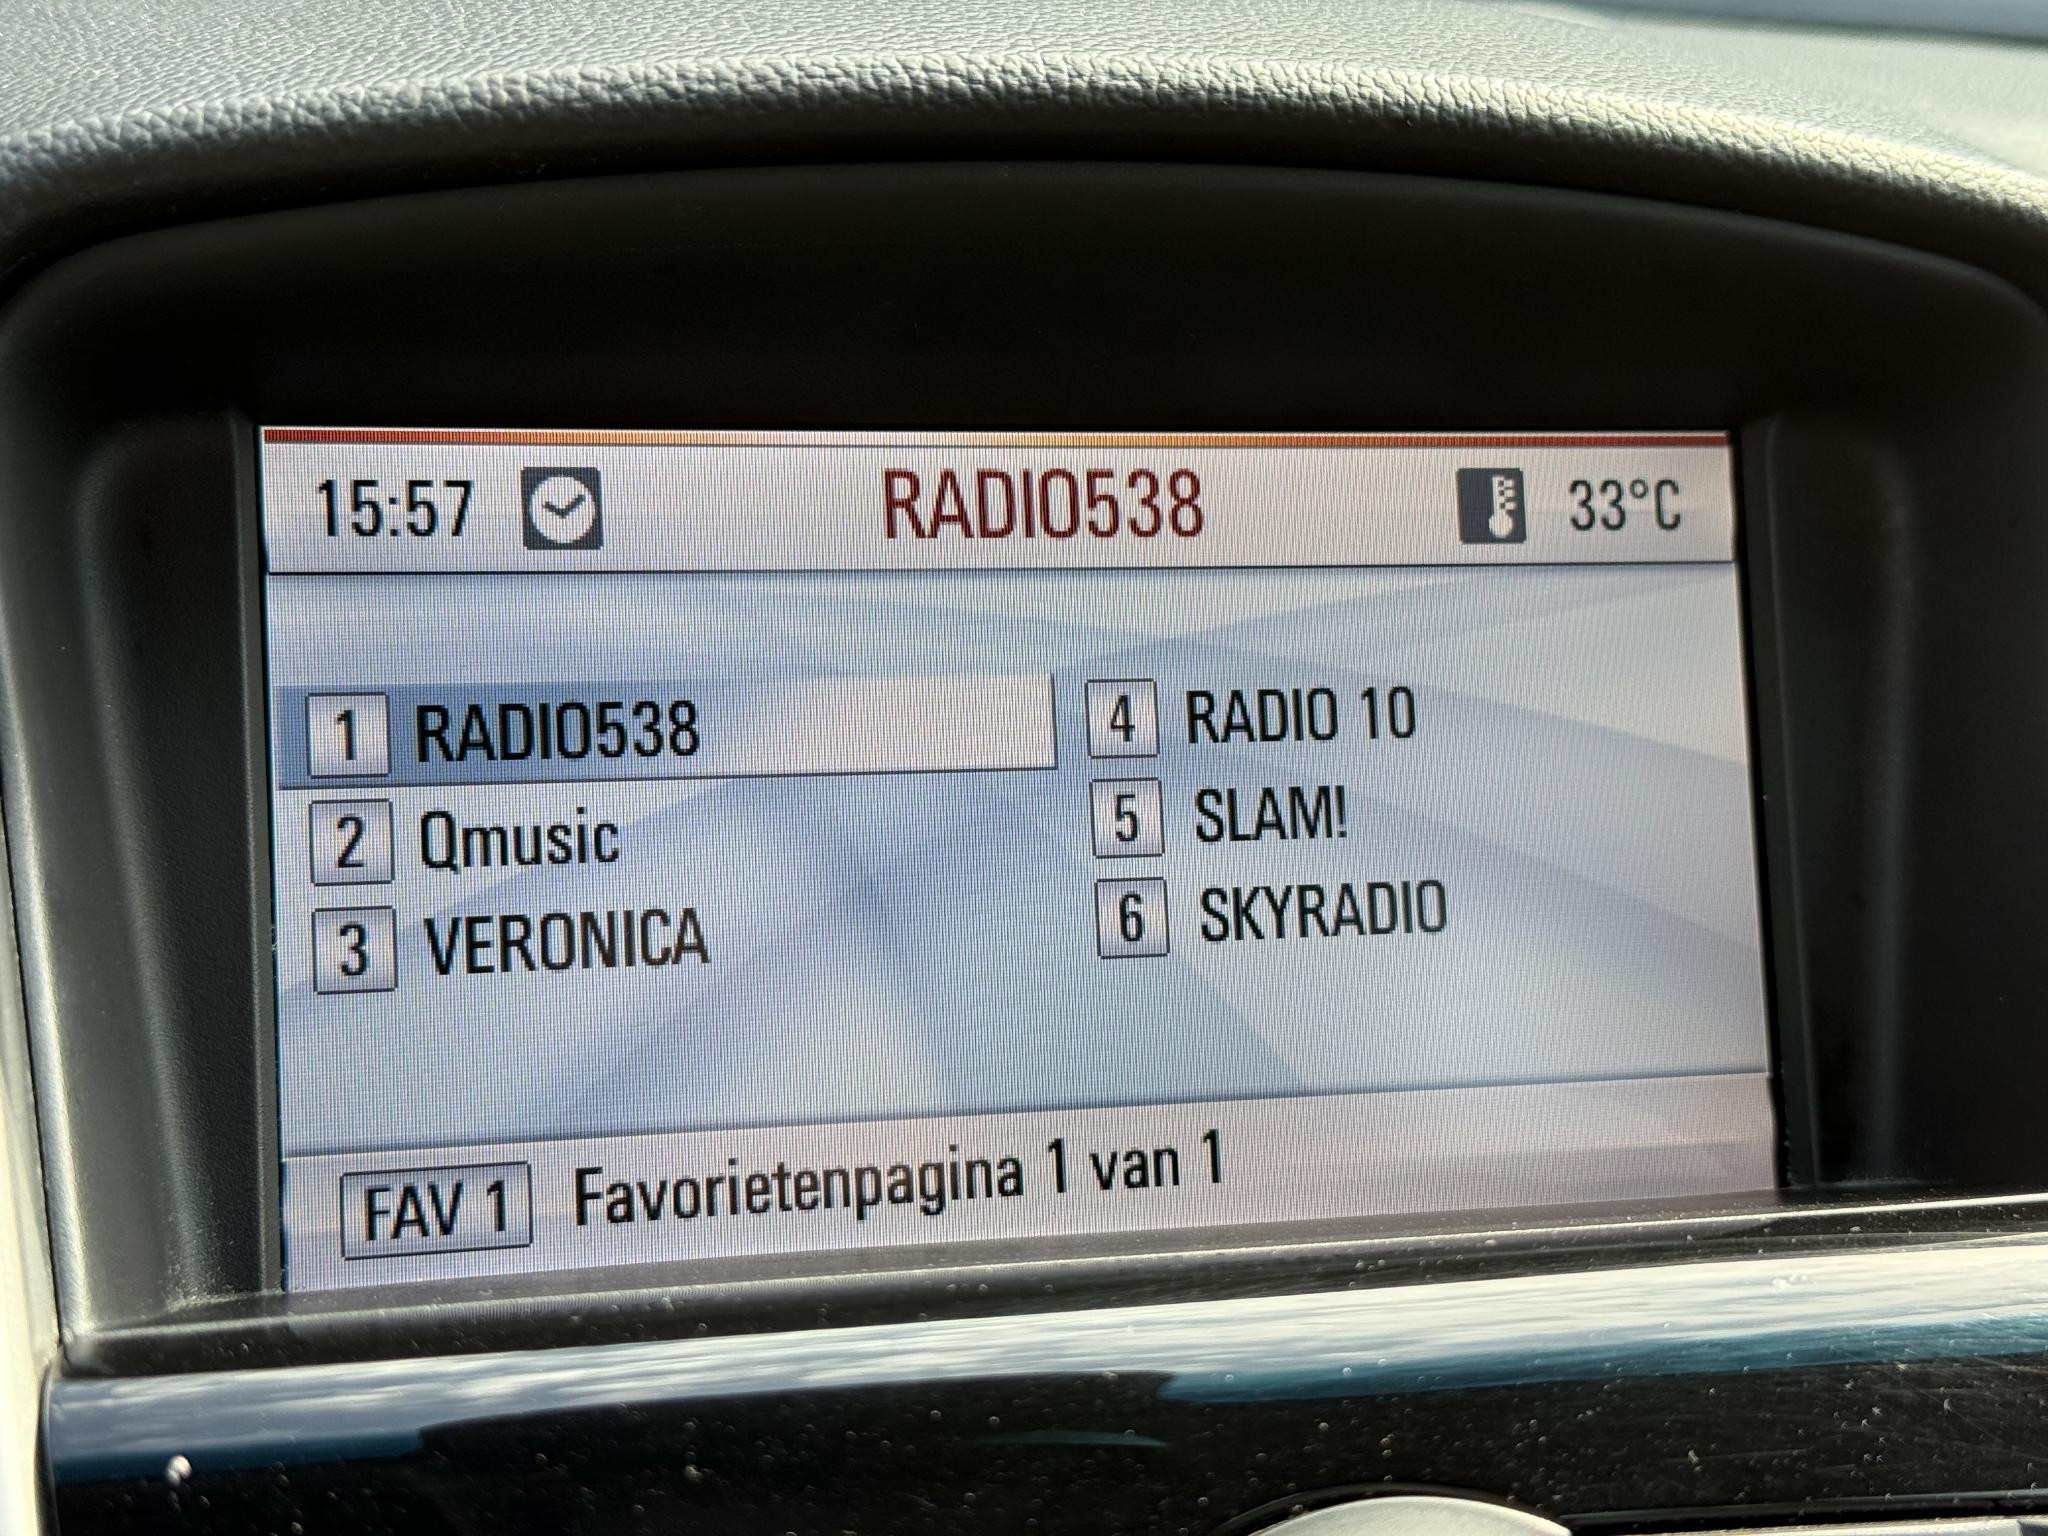 15:57 RADIO538 33°C
1 RADIO538
2 Qmusic
3 VERONICA
4 RADIO 10
5 SLAM!
6 SKYRADIO
FAV 1 Favorietenpagina 1 van 1